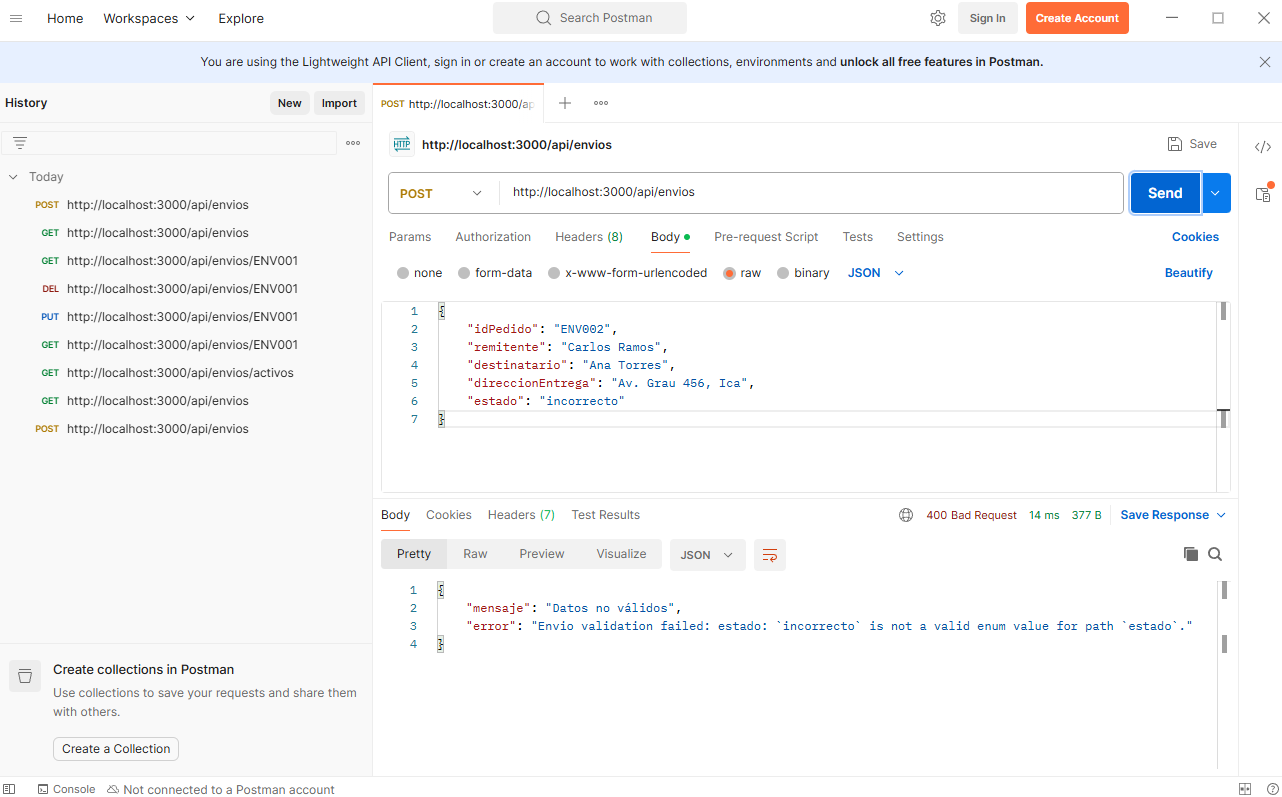 Home Workspaces Explore Search Postman Sign In Create Account
You are using the Lightweight API Client, sign in or create an account to work with collections, environments and unlock all free features in Postman.
History New Import
POST http://localhost:3000/ap
HTTP http://localhost:3000/api/envios Save
Today
POST http://localhost:3000/api/envios
GET http://localhost:3000/api/envios
GET http://localhost:3000/api/envios/ENV001
DEL http://localhost:3000/api/envios/ENV001
PUT http://localhost:3000/api/envios/ENV001
GET http://localhost:3000/api/envios/ENV001
GET http://localhost:3000/api/envios/activos
GET http://localhost:3000/api/envios
POST http://localhost:3000/api/envios
Create collections in Postman
Use collections to save your requests and share them
with others.
Create a Collection
POST http://localhost:3000/api/envios Send
Params Authorization Headers (8) Body Pre-request Script Tests Settings Cookies
none form-data x-www-form-urlencoded raw binary JSON Beautify
1 {
2 "idPedido": "ENV002",
3 "remitente": "Carlos Ramos",
4 "destinatario": "Ana Torres",
5 "direccionEntrega": "Av. Grau 456, Ica",
6 "estado": "incorrecto"
7 }
Body Cookies Headers (7) Test Results 400 Bad Request 14 ms 377 B Save Response
Pretty Raw Preview Visualize JSON
1 {
2 "mensaje": "Datos no válidos",
3 "error": "Envio validation failed: estado: `incorrecto` is not a valid enum value for path `estado`."
4 }
Console Not connected to a Postman account